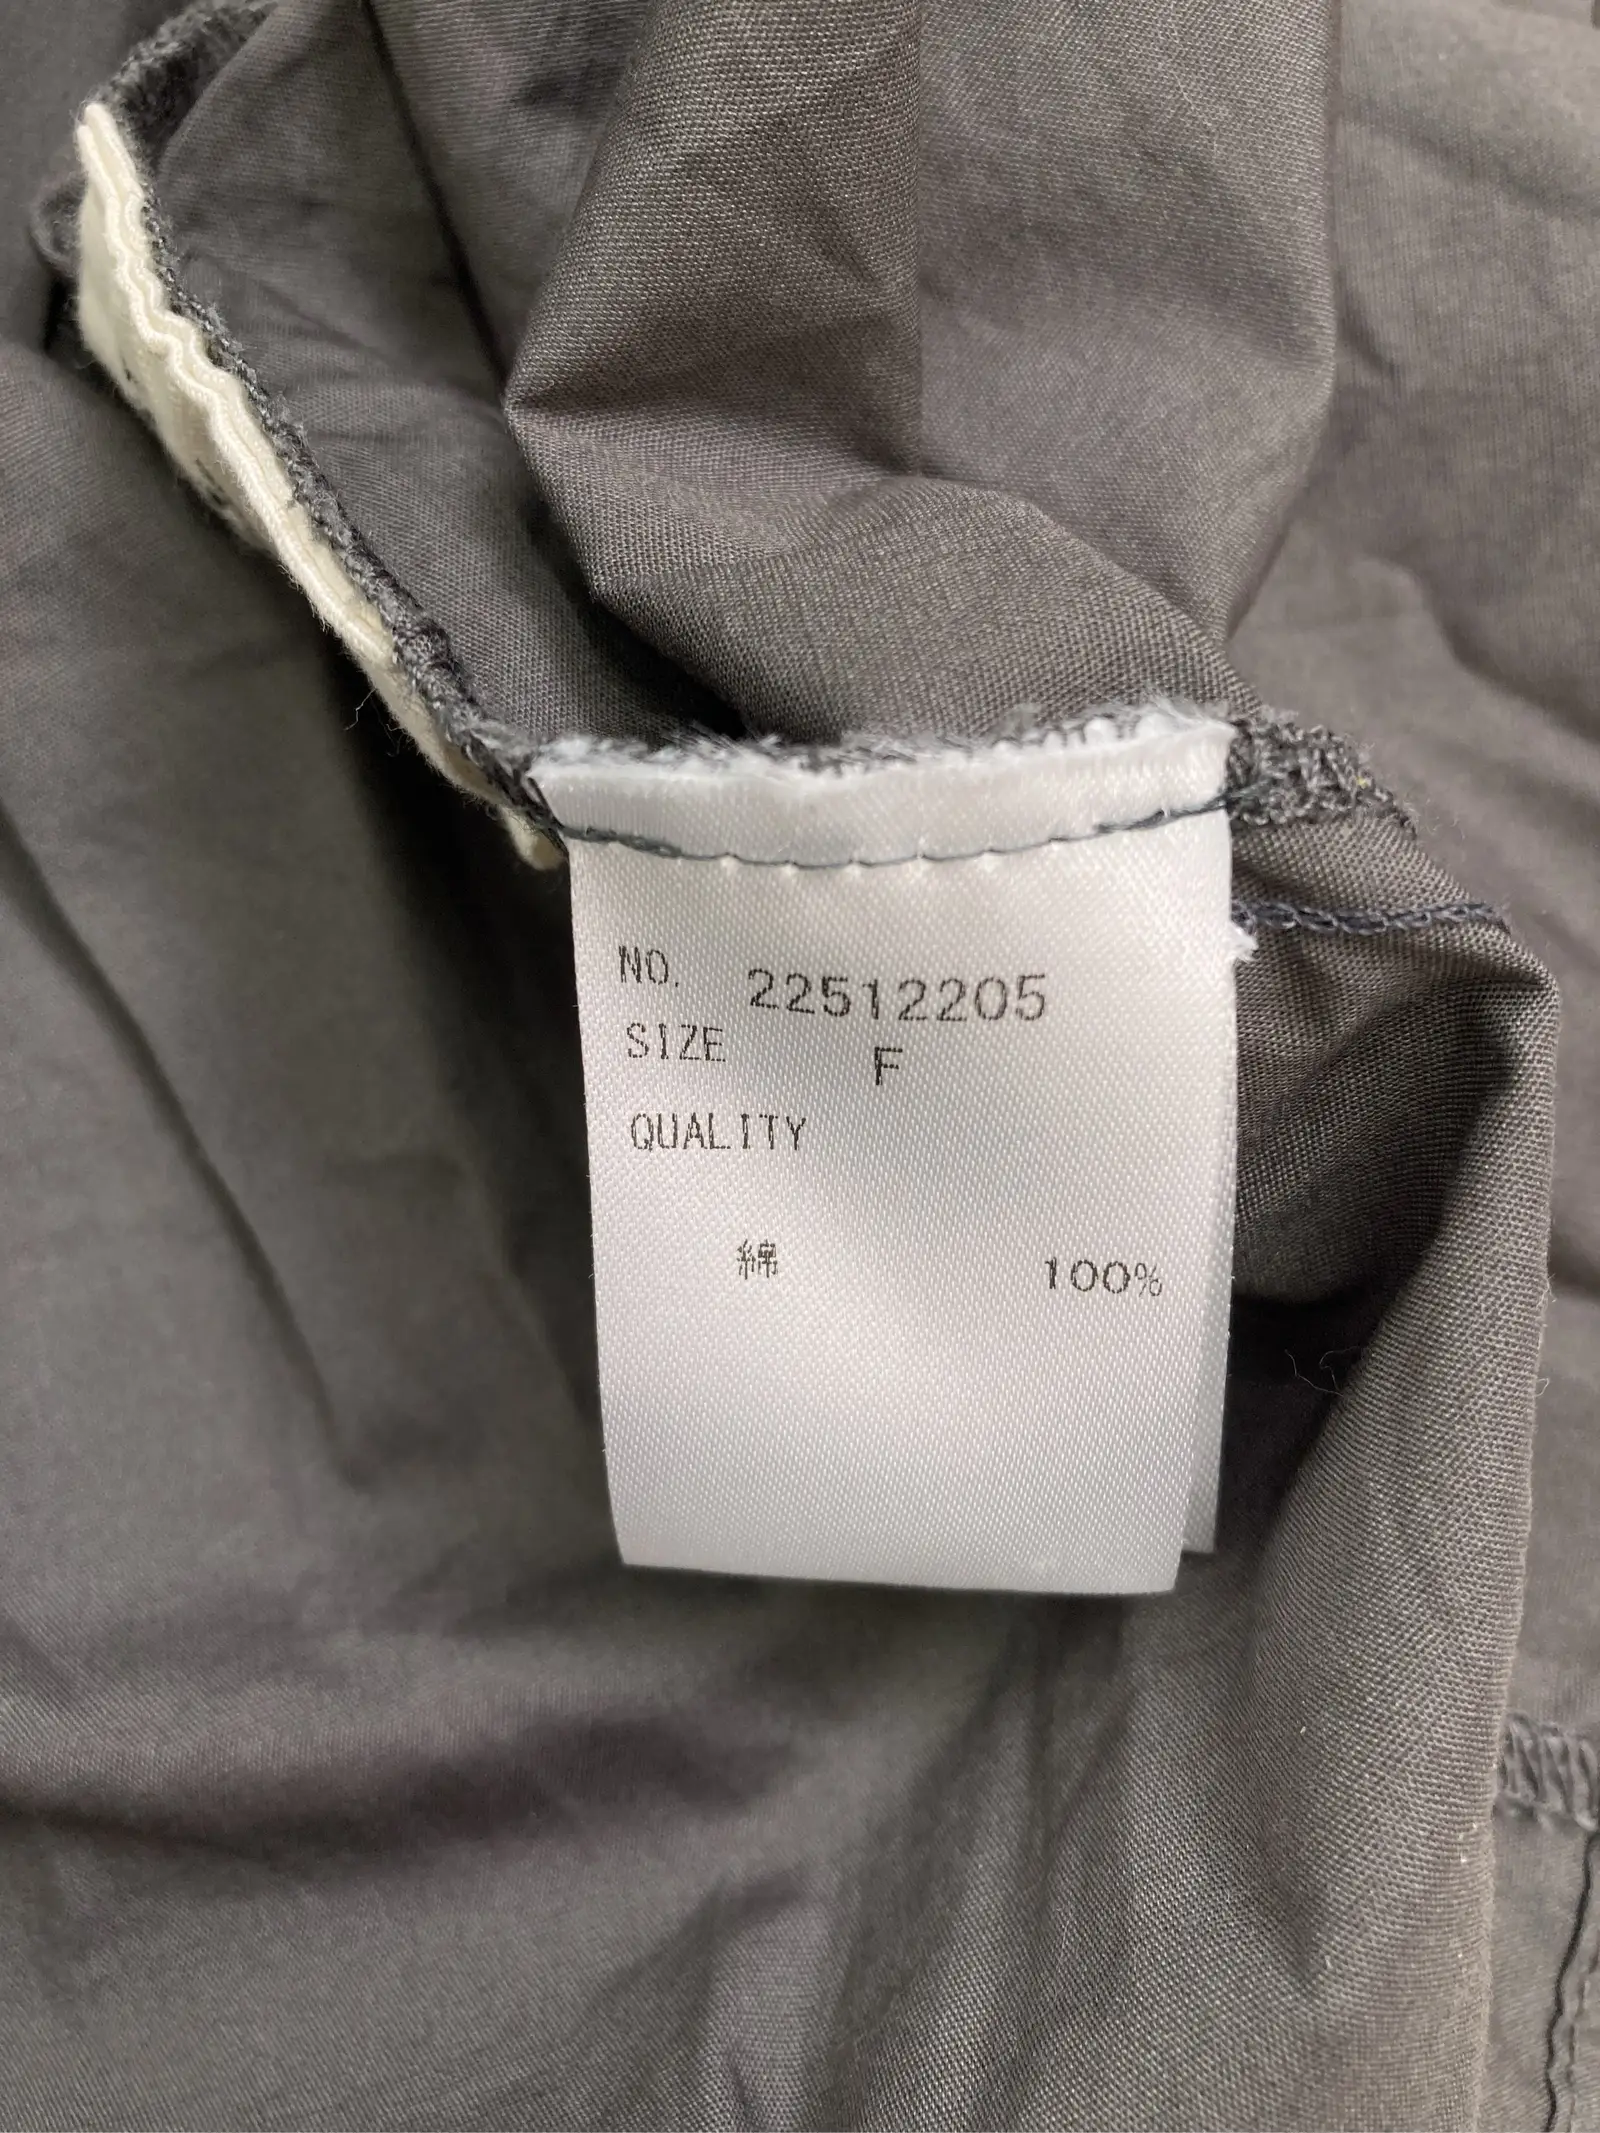 NO. 22512205
SIZE F
QUALITY
綿 100%